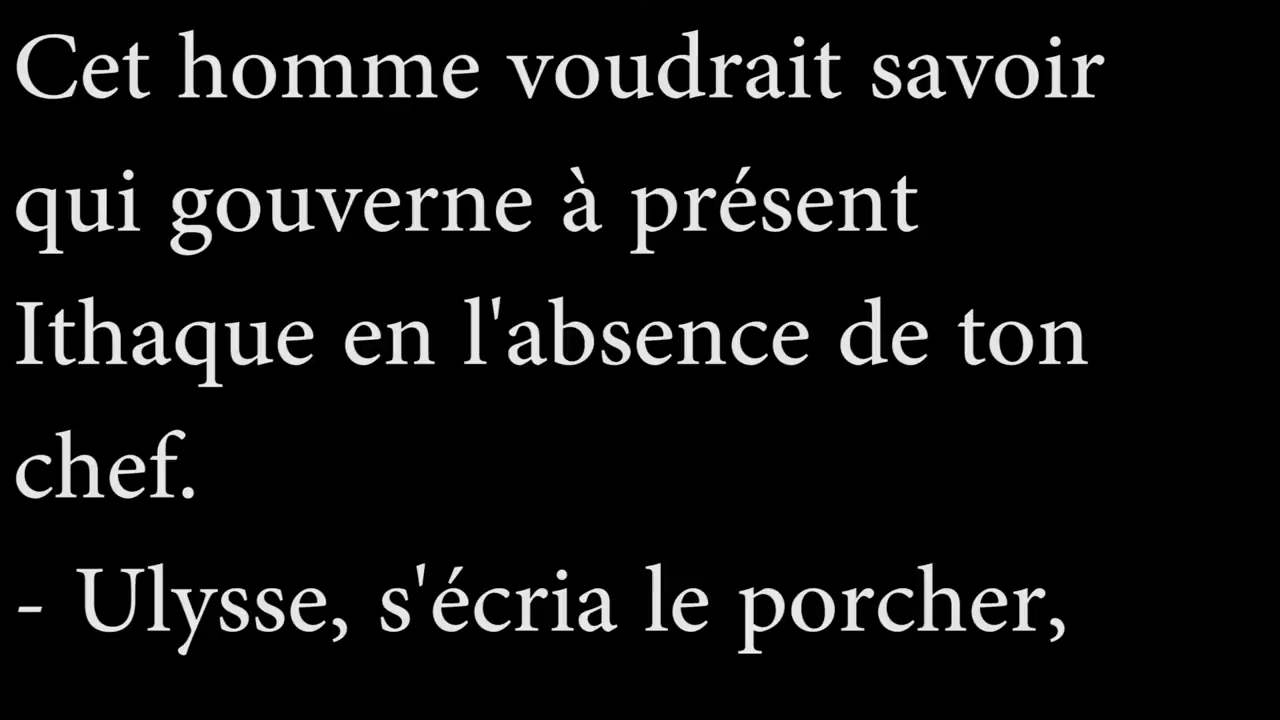 Cet homme voudrait savoir
qui gouverne à présent
Ithaque en l'absence de ton
chef.
- Ulysse, s'écria le porcher,